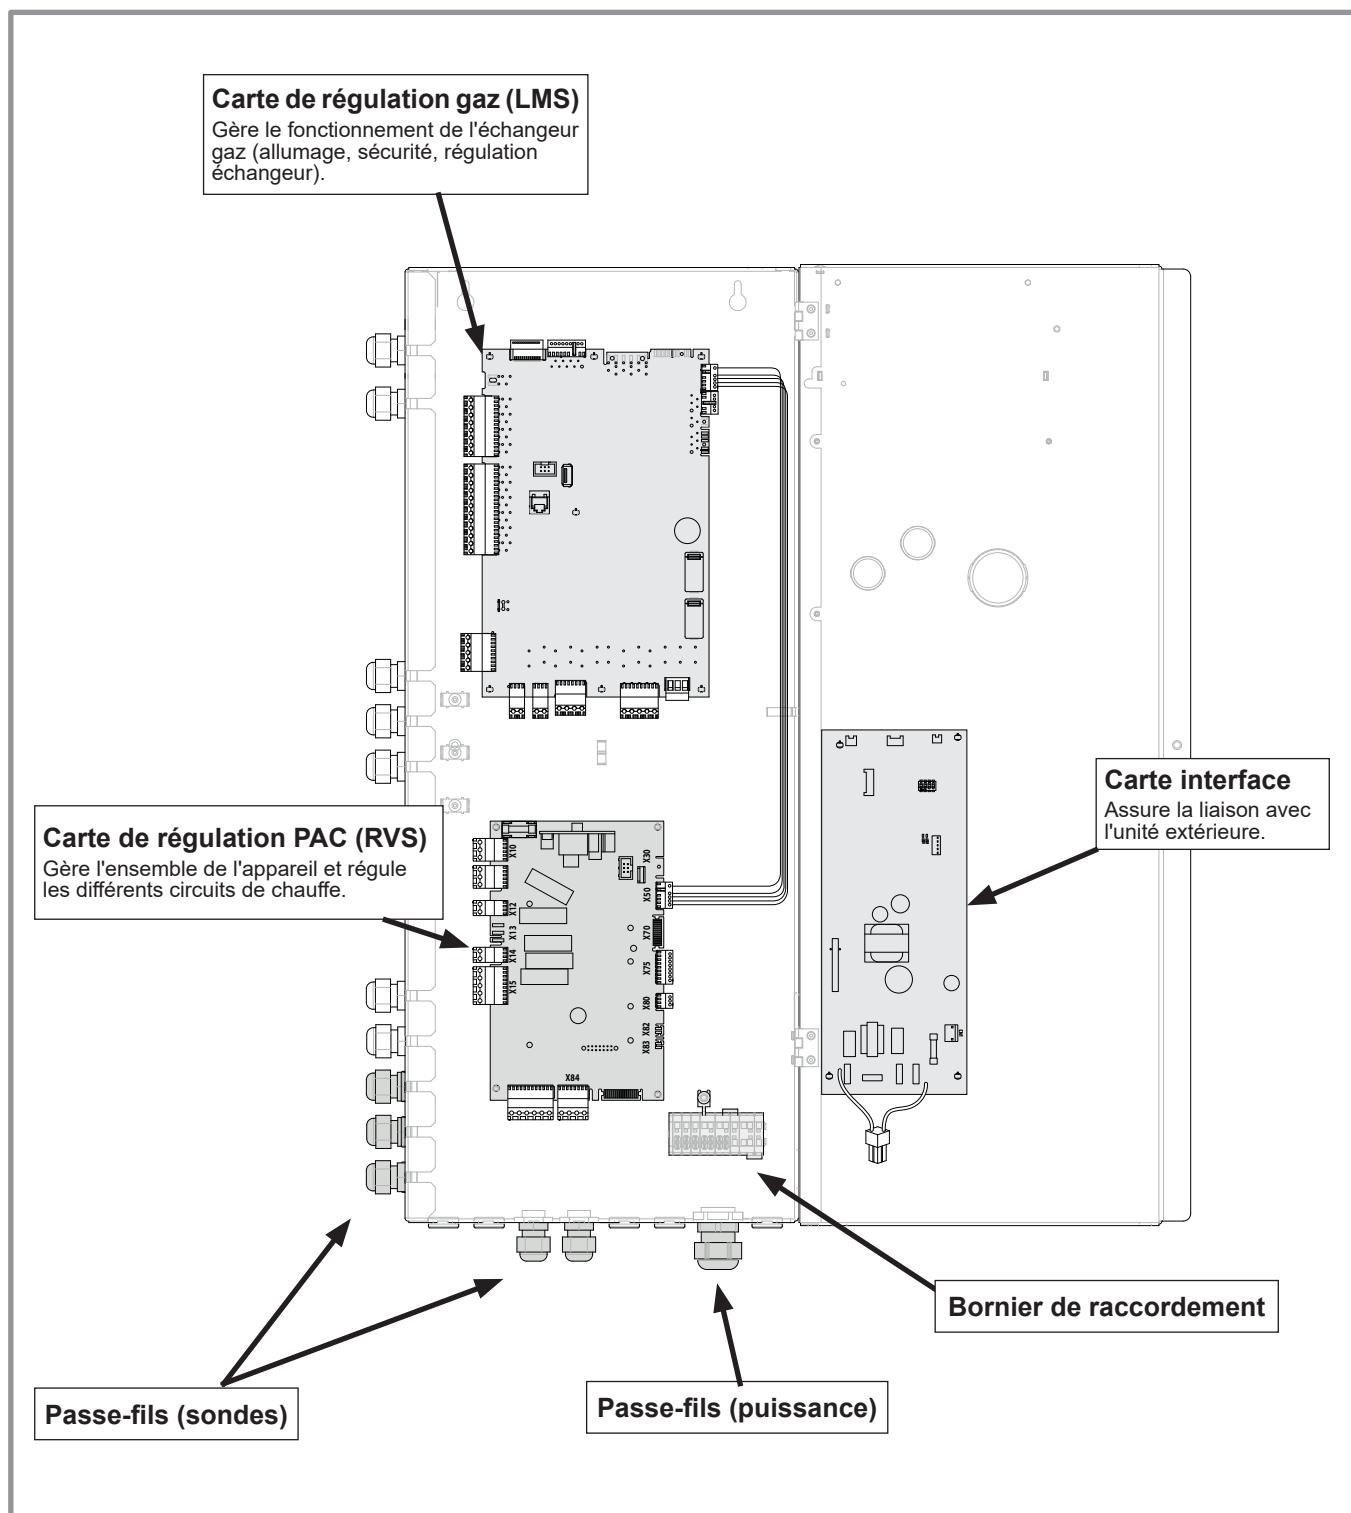 Carte de régulation gaz (LMS)
Gère le fonctionnement de l'échangeur
gaz (allumage, sécurité, régulation
échangeur).
Carte interface
Assure la liaison avec
l'unité extérieure.
Carte de régulation PAC (RVS)
Gère l'ensemble de l'appareil et régule
les différents circuits de chauffe.
X10
X12
X13
X14
X15
X30
X50
X70
X75
X80
X82
X83
X84
Bornier de raccordement
Passe-fils (sondes)
Passe-fils (puissance)